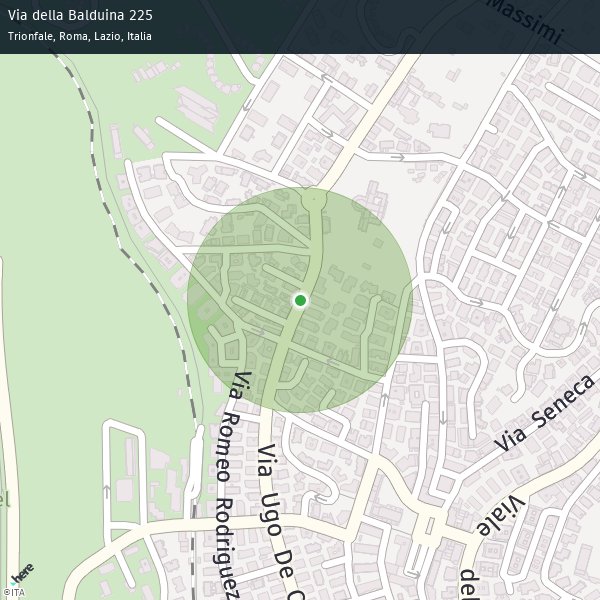 Via della Balduina 225
Trionfale, Roma, Lazio, Italia
Massimi
Via Seneca
Via Romeo Rodriguez
Via Ugo De C
Viale
del
el
here
©ITA